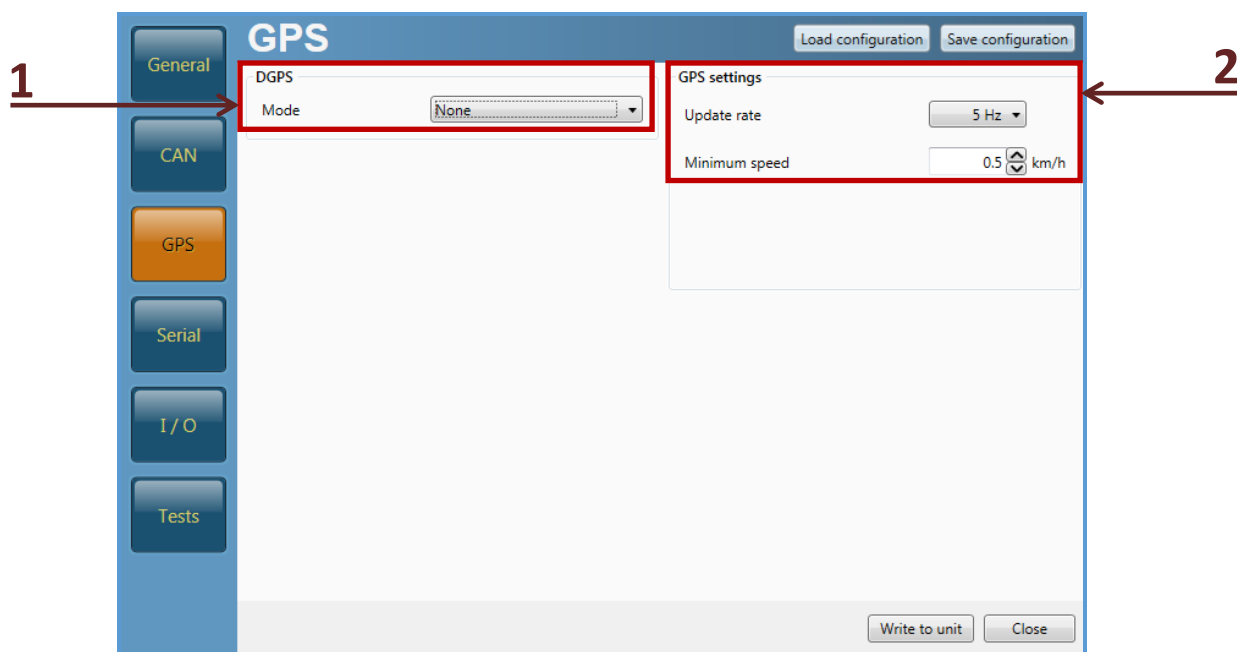 GPS
Load configuration
Save configuration
General
CAN
GPS
Serial
I / O
Tests
1
DGPS
Mode
None
2
GPS settings
Update rate
5 Hz
Minimum speed
0.5 km/h
Write to unit
Close